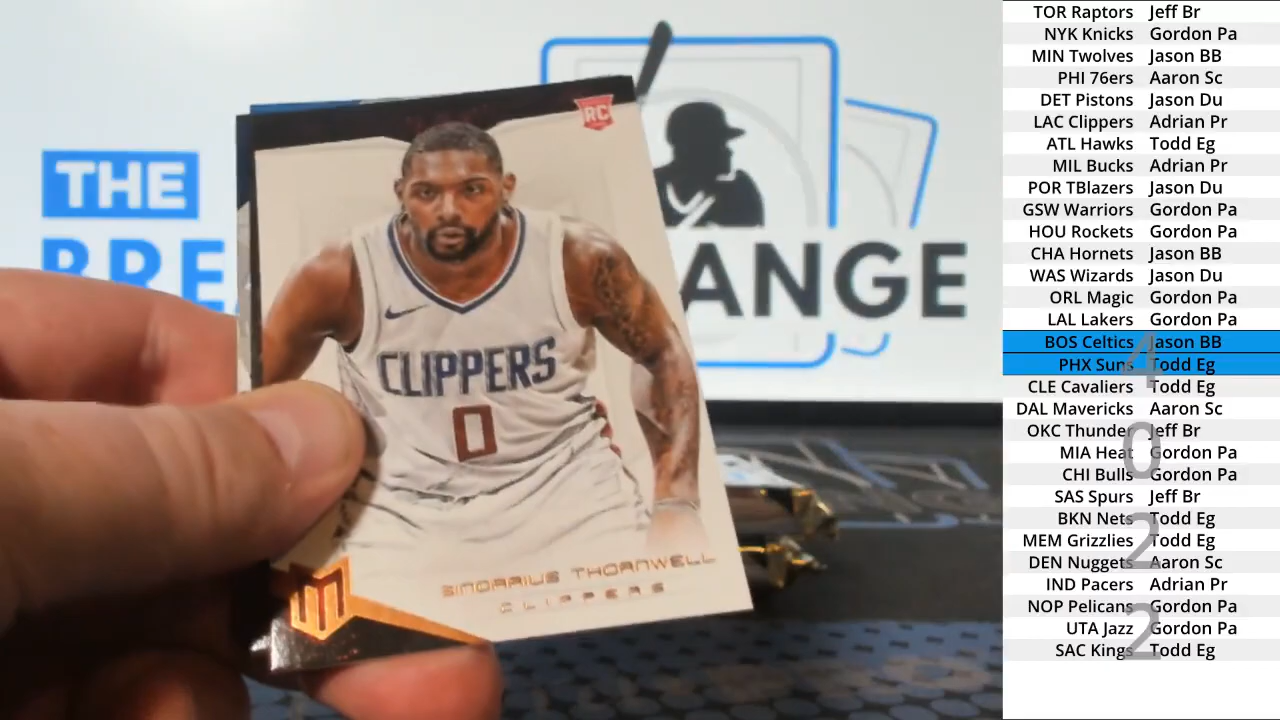 THE
BRE
ANGE
RC
CLIPPERS
0
SINDARIUS THORNWELL
CLIPPERS
TOR Raptors Jeff Br
NYK Knicks Gordon Pa
MIN Twolves Jason BB
PHI 76ers Aaron Sc
DET Pistons Jason Du
LAC Clippers Adrian Pr
ATL Hawks Todd Eg
MIL Bucks Adrian Pr
POR TBlazers Jason Du
GSW Warriors Gordon Pa
HOU Rockets Gordon Pa
CHA Hornets Jason BB
WAS Wizards Jason Du
ORL Magic Gordon Pa
LAL Lakers Gordon Pa
BOS Celtics Jason BB
PHX Suns Todd Eg
CLE Cavaliers Todd Eg
DAL Mavericks Aaron Sc
OKC Thunder Jeff Br
MIA Heat Gordon Pa
CHI Bulls Gordon Pa
SAS Spurs Jeff Br
BKN Nets Todd Eg
MEM Grizzlies Todd Eg
DEN Nuggets Aaron Sc
IND Pacers Adrian Pr
NOP Pelicans Gordon Pa
UTA Jazz Gordon Pa
SAC Kings Todd Eg
4
0
2
2